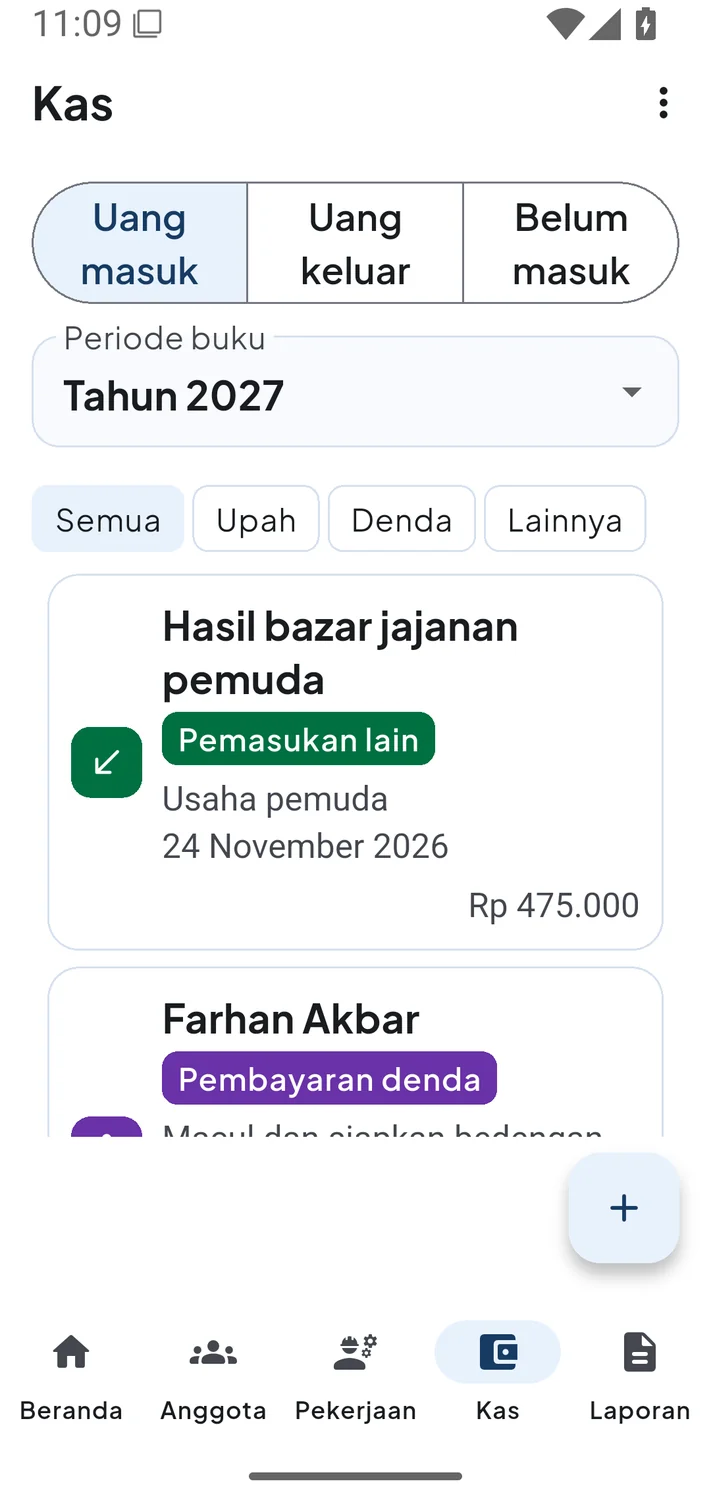 11:09
Kas
Uang
masuk
Uang
keluar
Belum
masuk
Periode buku
Tahun 2027
Semua
Upah
Denda
Lainnya
Hasil bazar jajanan
pemuda
Pemasukan lain
Usaha pemuda
24 November 2026
Rp 475.000
Farhan Akbar
Pembayaran denda
Beranda
Anggota
Pekerjaan
Kas
Laporan